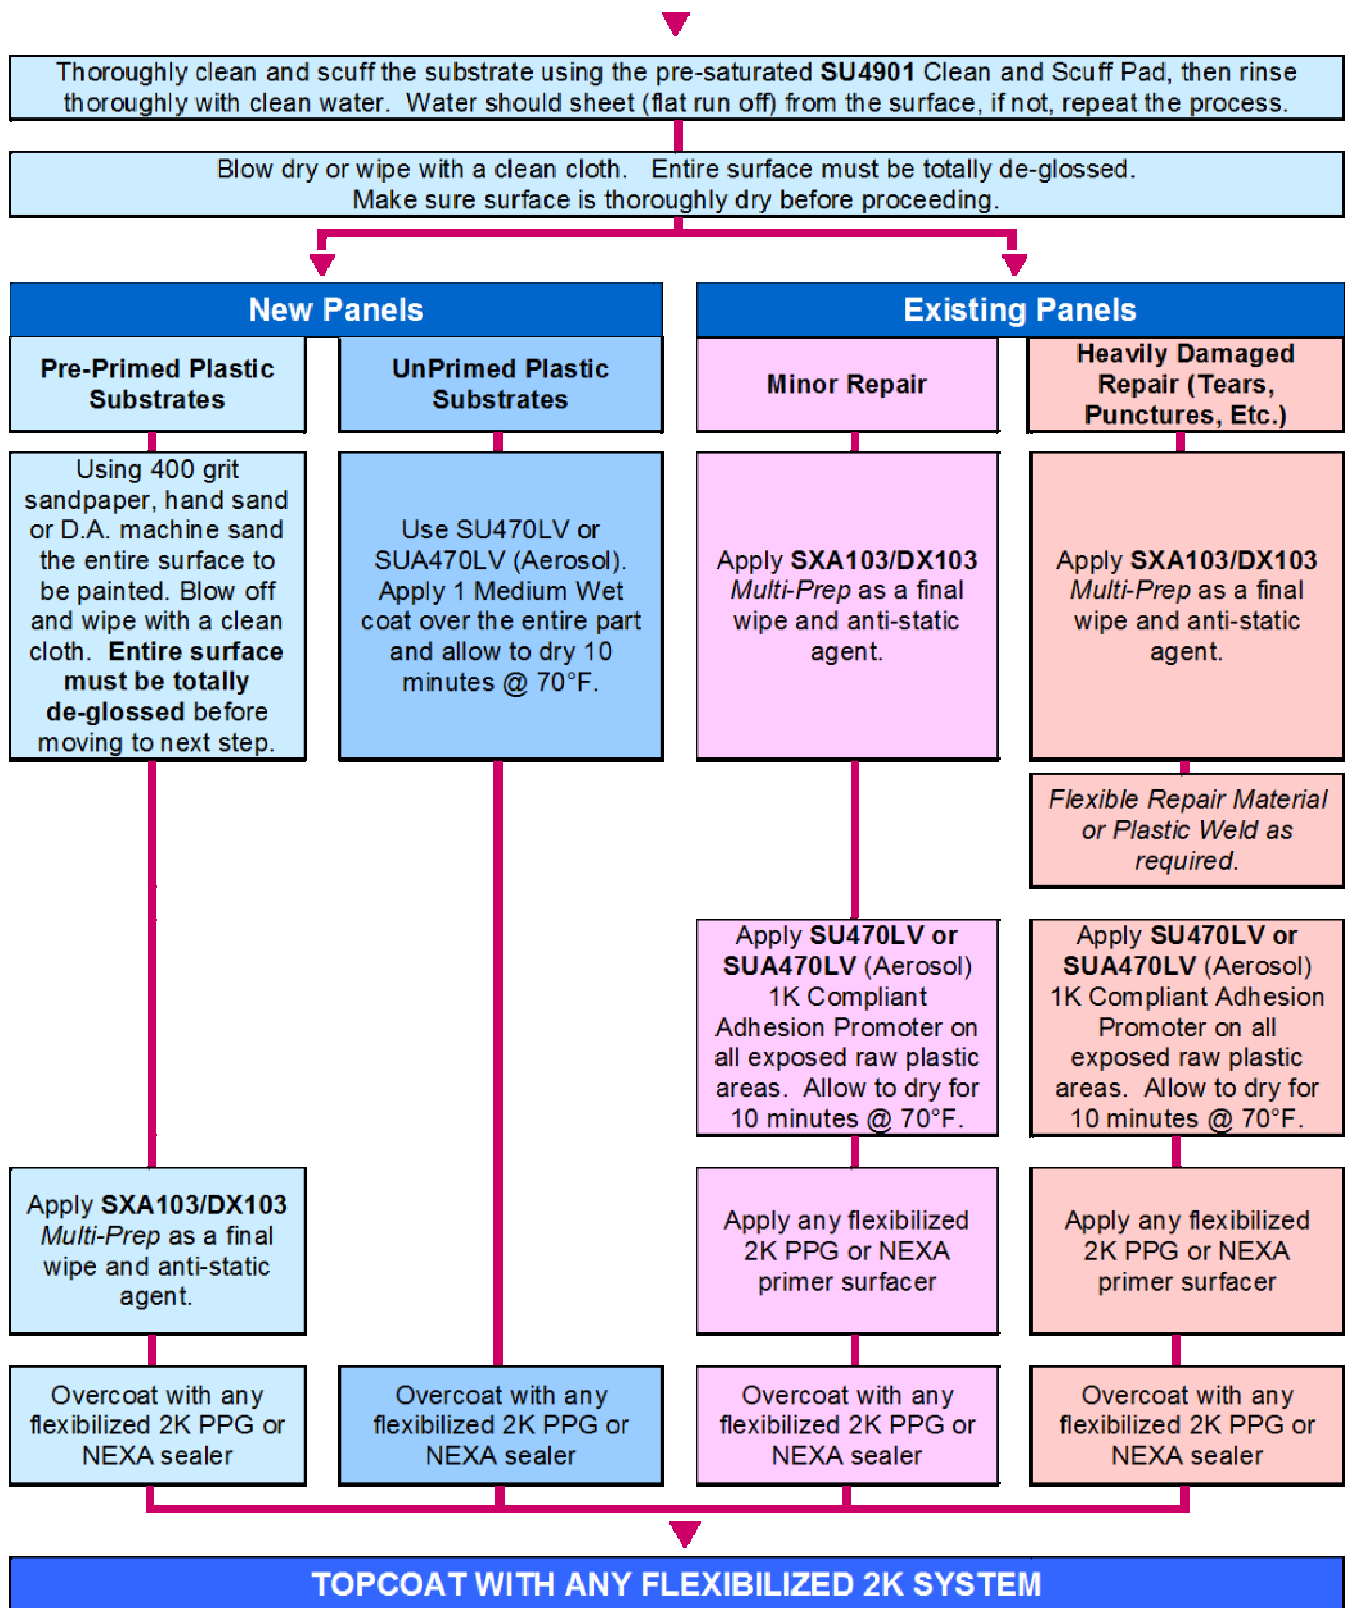 Thoroughly clean and scuff the substrate using the pre-saturated SU4901 Clean and Scuff Pad, then rinse
thoroughly with clean water.  Water should sheet (flat run off) from the surface, if not, repeat the process.
Blow dry or wipe with a clean cloth.   Entire surface must be totally de-glossed.
Make sure surface is thoroughly dry before proceeding.
New Panels
Pre-Primed Plastic
Substrates
Using 400 grit
sandpaper, hand sand
or D.A. machine sand
the entire surface to
be painted. Blow off
and wipe with a clean
cloth.  Entire surface
must be totally
de-glossed before
moving to next step.
Apply SXA103/DX103
Multi-Prep as a final
wipe and anti-static
agent.
Overcoat with any
flexibilized 2K PPG or
NEXA sealer
UnPrimed Plastic
Substrates
Use SU470LV or
SUA470LV (Aerosol).
Apply 1 Medium Wet
coat over the entire part
and allow to dry 10
minutes @ 70°F.
Overcoat with any
flexibilized 2K PPG or
NEXA sealer
Existing Panels
Minor Repair
Apply SXA103/DX103
Multi-Prep as a final
wipe and anti-static
agent.
Apply SU470LV or
SUA470LV (Aerosol)
1K Compliant
Adhesion Promoter on
all exposed raw plastic
areas.  Allow to dry for
10 minutes @ 70°F.
Apply any flexibilized
2K PPG or NEXA
primer surfacer
Overcoat with any
flexibilized 2K PPG or
NEXA sealer
Heavily Damaged
Repair (Tears,
Punctures, Etc.)
Apply SXA103/DX103
Multi-Prep as a final
wipe and anti-static
agent.
Flexible Repair Material
or Plastic Weld as
required.
Apply SU470LV or
SUA470LV (Aerosol)
1K Compliant Adhesion
Promoter on all
exposed raw plastic
areas.  Allow to dry for
10 minutes @ 70°F.
Apply any flexibilized
2K PPG or NEXA
primer surfacer
Overcoat with any
flexibilized 2K PPG or
NEXA sealer
TOPCOAT WITH ANY FLEXIBILIZED 2K SYSTEM